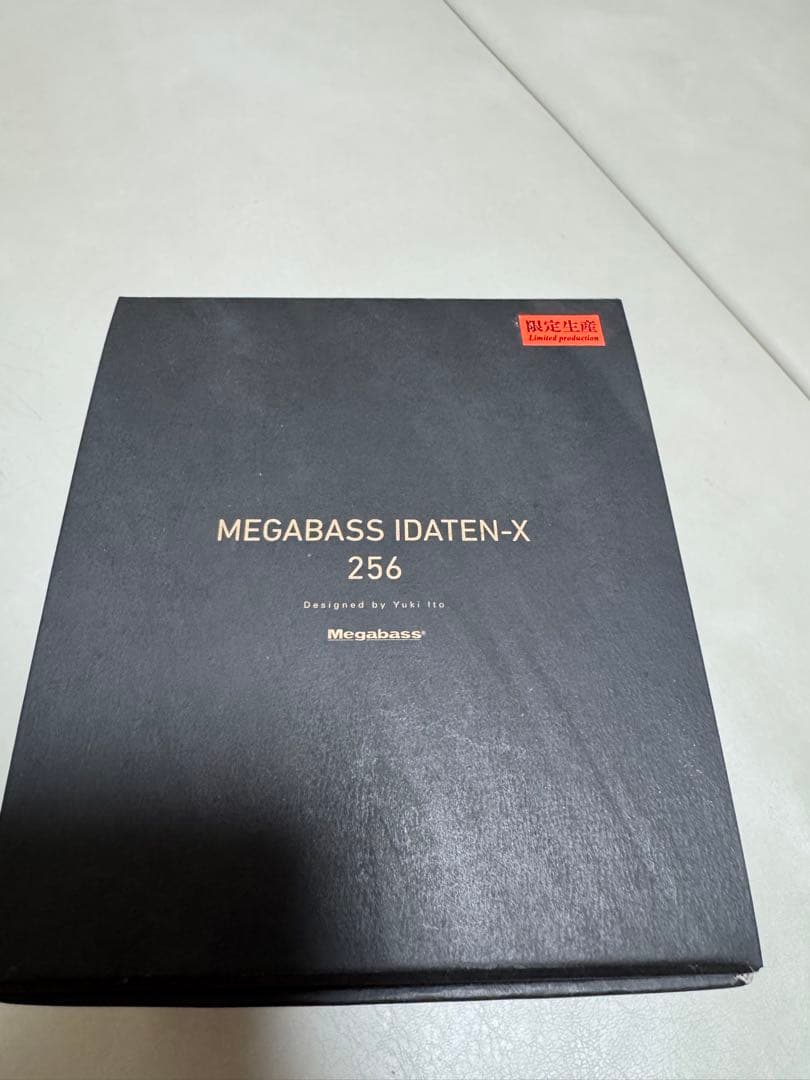 限定生産
Limited production
MEGABASS IDATEN-X
256
Designed by Yuki Ito
Megabass®